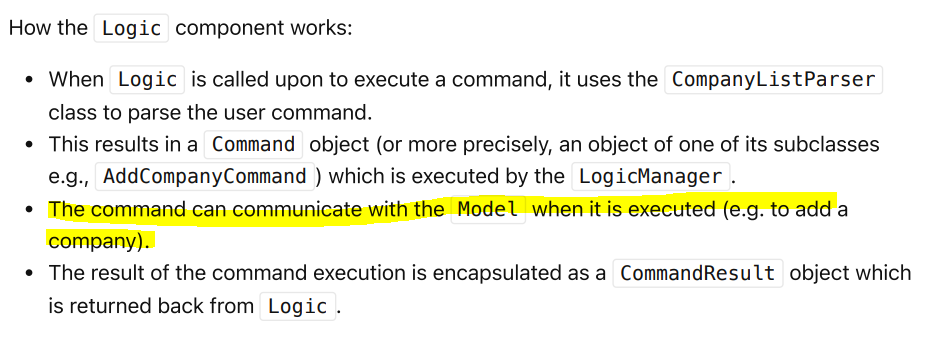 How the Logic component works:
• When Logic is called upon to execute a command, it uses the CompanyListParser
class to parse the user command.
• This results in a Command object (or more precisely, an object of one of its subclasses
e.g., AddCompanyCommand) which is executed by the LogicManager.
• The command can communicate with the Model when it is executed (e.g. to add a
company).
• The result of the command execution is encapsulated as a CommandResult object which
is returned back from Logic.